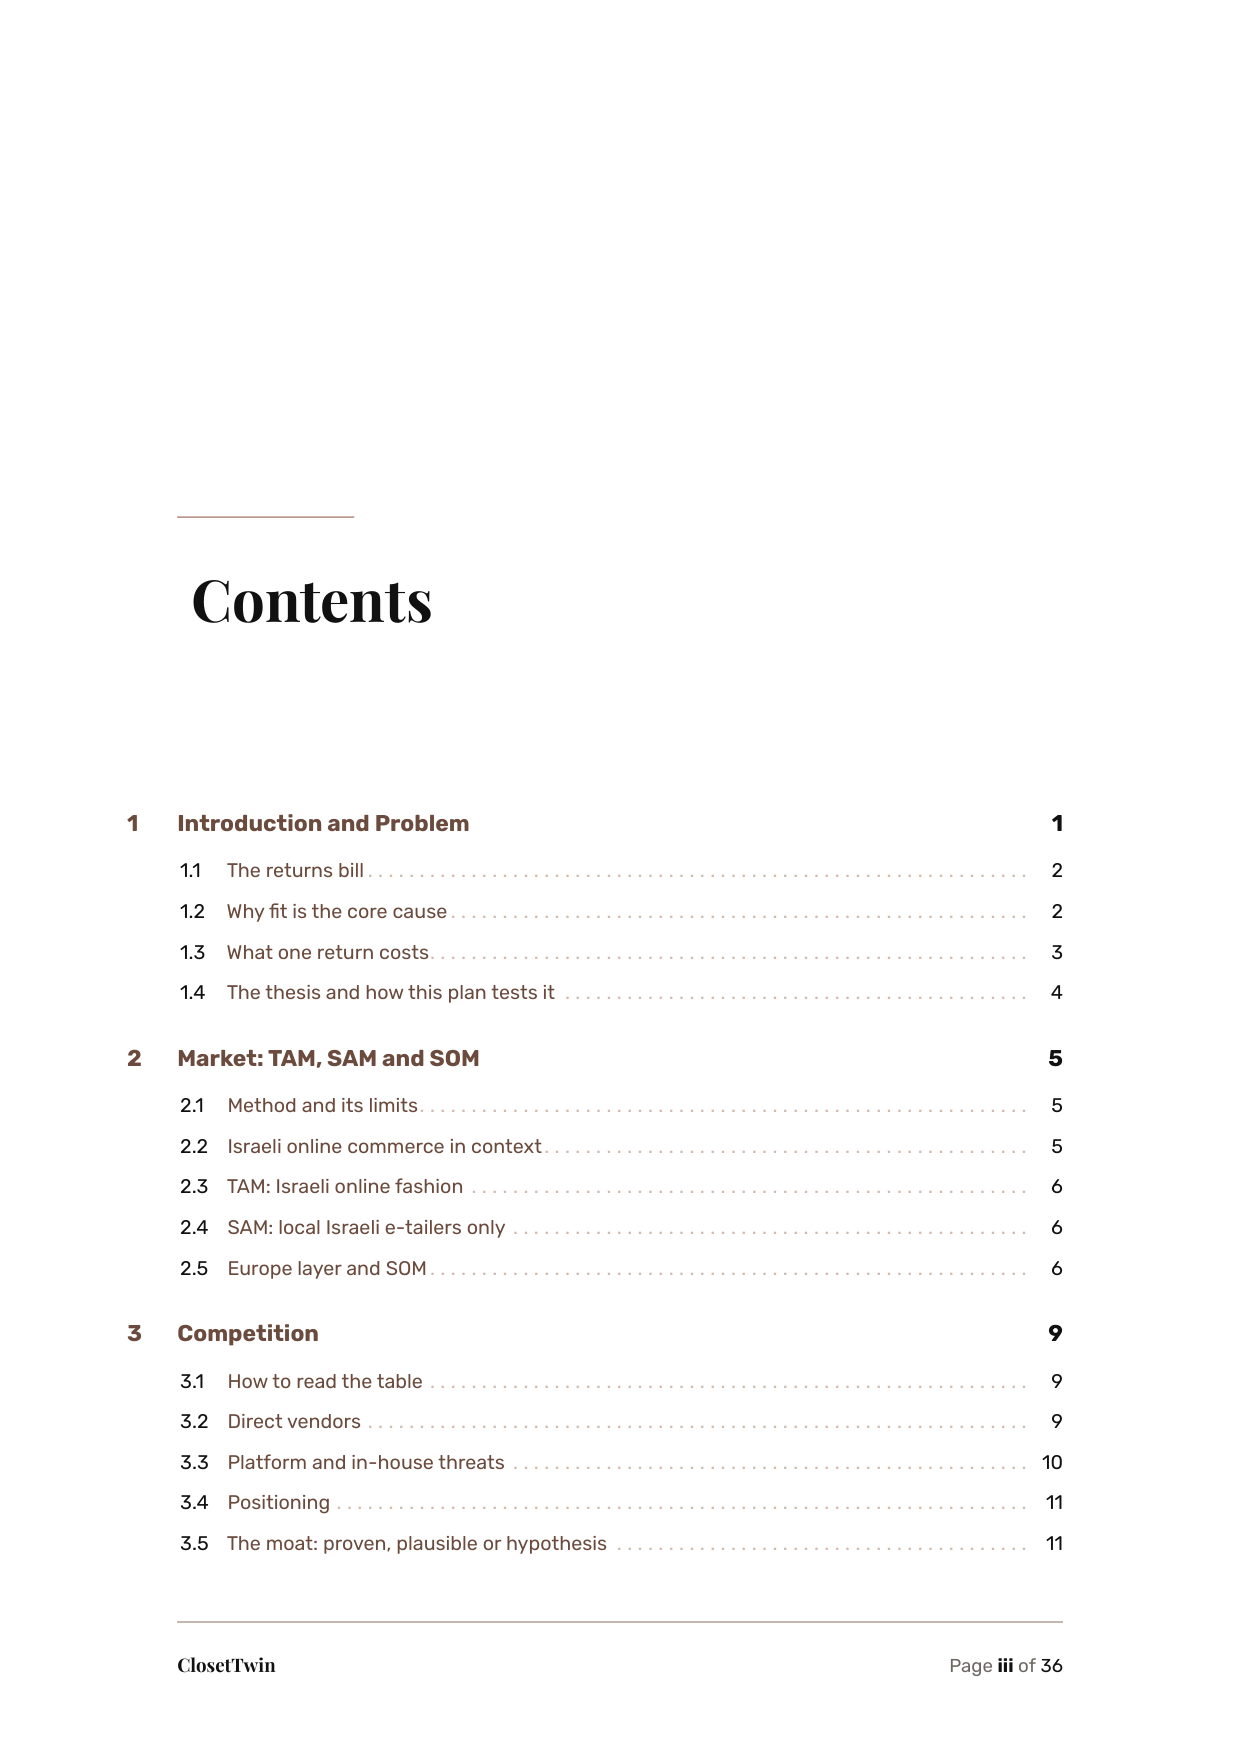 Contents
1 Introduction and Problem 1
1.1 The returns bill 2
1.2 Why fit is the core cause 2
1.3 What one return costs 3
1.4 The thesis and how this plan tests it 4
2 Market: TAM, SAM and SOM 5
2.1 Method and its limits 5
2.2 Israeli online commerce in context 5
2.3 TAM: Israeli online fashion 6
2.4 SAM: local Israeli e-tailers only 6
2.5 Europe layer and SOM 6
3 Competition 9
3.1 How to read the table 9
3.2 Direct vendors 9
3.3 Platform and in-house threats 10
3.4 Positioning 11
3.5 The moat: proven, plausible or hypothesis 11
ClosetTwin Page iii of 36